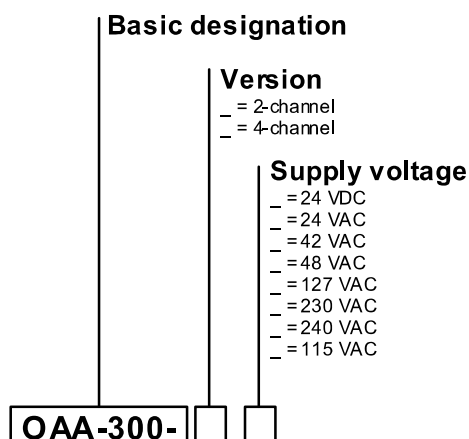 Basic designation
Version
_ = 2-channel
_ = 4-channel
Supply voltage
_ = 24 VDC
_ = 24 VAC
_ = 42 VAC
_ = 48 VAC
_ = 127 VAC
_ = 230 VAC
_ = 240 VAC
_ = 115 VAC
OAA-300-